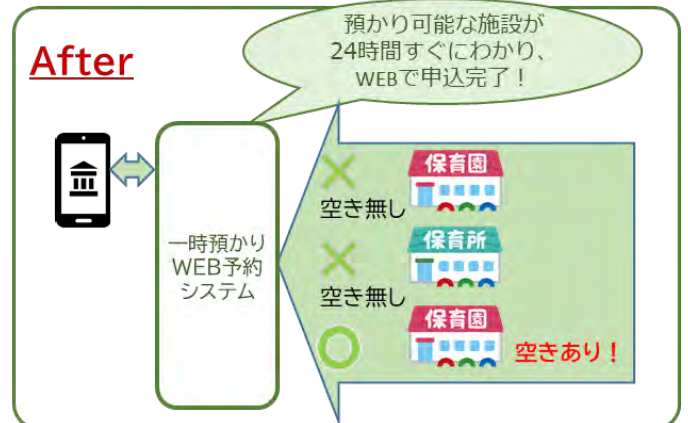 After
預かり可能な施設が
24時間すぐにわかり、
WEBで申込完了！
一時預かり
WEB予約
システム
保育園
空き無し
保育所
空き無し
保育園
空きあり！